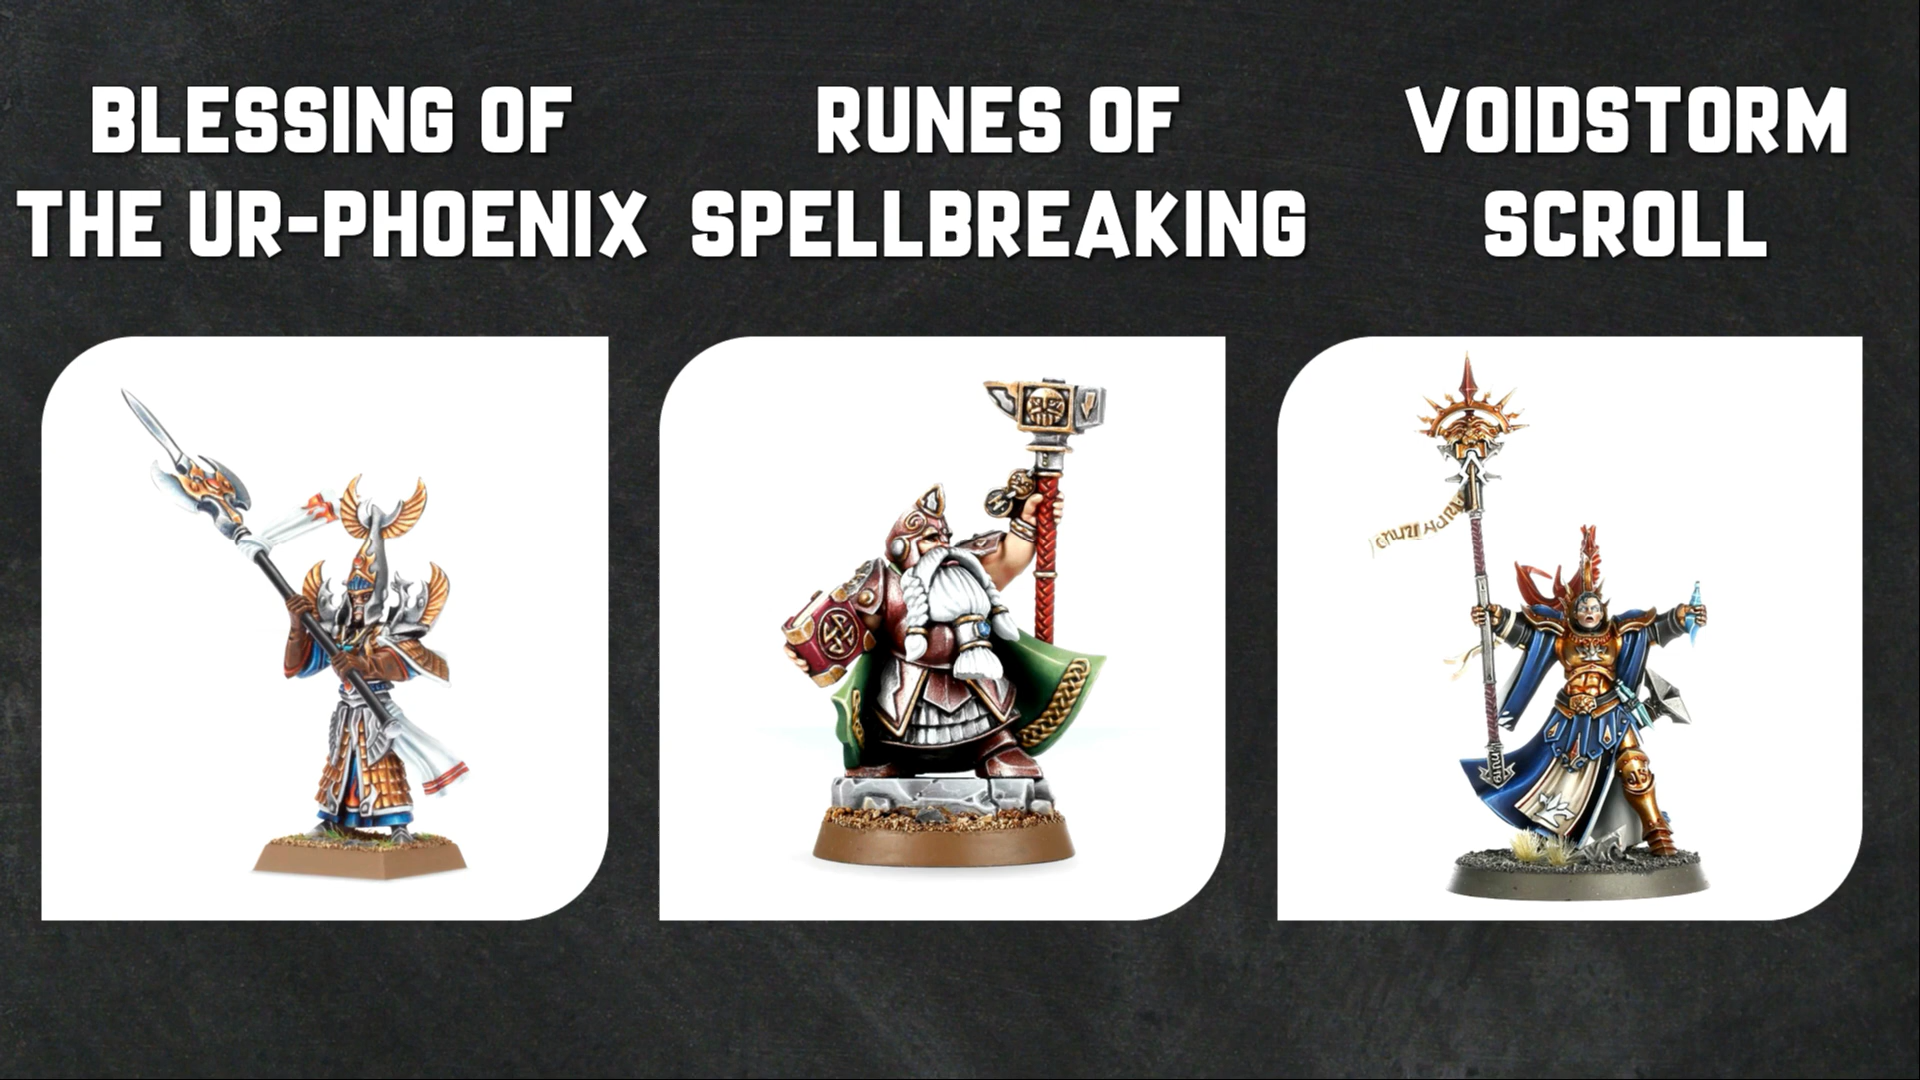 BLESSING OF
THE UR-PHOENIX
RUNES OF
SPELLBREAKING
VOIDSTORM
SCROLL